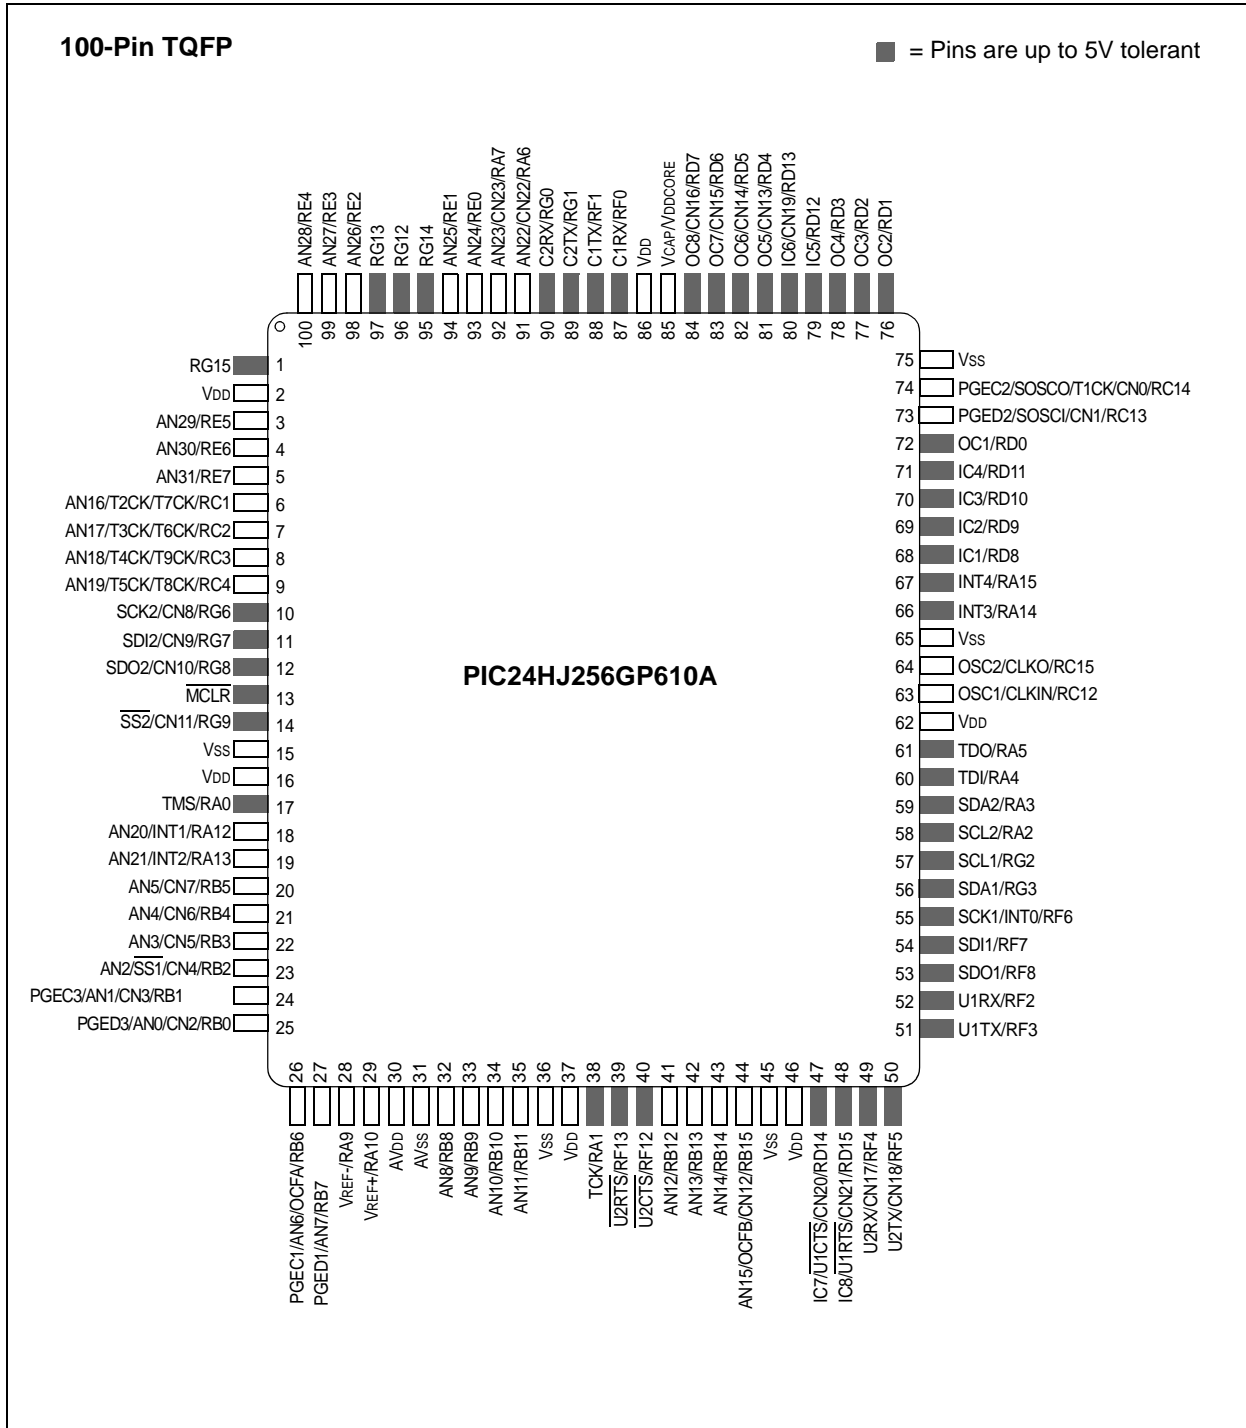 100-Pin TQFP
= Pins are up to 5V tolerant
AN28/RE4
AN27/RE3
AN26/RE2
RG13
RG12
RG14
AN25/RE1
AN24/RE0
AN23/CN23/RA7
AN22/CN22/RA6
C2RX/RG0
C2TX/RG1
C1TX/RF1
C1RX/RF0
VDD
VCAP/VDDCORE
OC8/CN16/RD7
OC7/CN15/RD6
OC6/CN14/RD5
OC5/CN13/RD4
IC6/CN19/RD13
IC5/RD12
OC4/RD3
OC3/RD2
OC2/RD1
100
99
98
97
96
95
94
93
92
91
90
89
88
87
86
85
84
83
82
81
80
79
78
77
76
RG15 1
VDD 2
AN29/RE5 3
AN30/RE6 4
AN31/RE7 5
AN16/T2CK/T7CK/RC1 6
AN17/T3CK/T6CK/RC2 7
AN18/T4CK/T9CK/RC3 8
AN19/T5CK/T8CK/RC4 9
SCK2/CN8/RG6 10
SDI2/CN9/RG7 11
SDO2/CN10/RG8 12
MCLR 13
SS2/CN11/RG9 14
VSS 15
VDD 16
TMS/RA0 17
AN20/INT1/RA12 18
AN21/INT2/RA13 19
AN5/CN7/RB5 20
AN4/CN6/RB4 21
AN3/CN5/RB3 22
AN2/SS1/CN4/RB2 23
PGEC3/AN1/CN3/RB1 24
PGED3/AN0/CN2/RB0 25
PIC24HJ256GP610A
75 VSS
74 PGEC2/SOSCO/T1CK/CN0/RC14
73 PGED2/SOSCI/CN1/RC13
72 OC1/RD0
71 IC4/RD11
70 IC3/RD10
69 IC2/RD9
68 IC1/RD8
67 INT4/RA15
66 INT3/RA14
65 VSS
64 OSC2/CLKO/RC15
63 OSC1/CLKIN/RC12
62 VDD
61 TDO/RA5
60 TDI/RA4
59 SDA2/RA3
58 SCL2/RA2
57 SCL1/RG2
56 SDA1/RG3
55 SCK1/INT0/RF6
54 SDI1/RF7
53 SDO1/RF8
52 U1RX/RF2
51 U1TX/RF3
26
27
28
29
30
31
32
33
34
35
36
37
38
39
40
41
42
43
44
45
46
47
48
49
50
PGEC1/AN6/OCFA/RB6
PGED1/AN7/RB7
VREF-/RA9
VREF+/RA10
AVDD
AVSS
AN8/RB8
AN9/RB9
AN10/RB10
AN11/RB11
VSS
VDD
TCK/RA1
U2RTS/RF13
U2CTS/RF12
AN12/RB12
AN13/RB13
AN14/RB14
AN15/OCFB/CN12/RB15
VSS
VDD
IC7/U1CTS/CN20/RD14
IC8/U1RTS/CN21/RD15
U2RX/CN17/RF4
U2TX/CN18/RF5